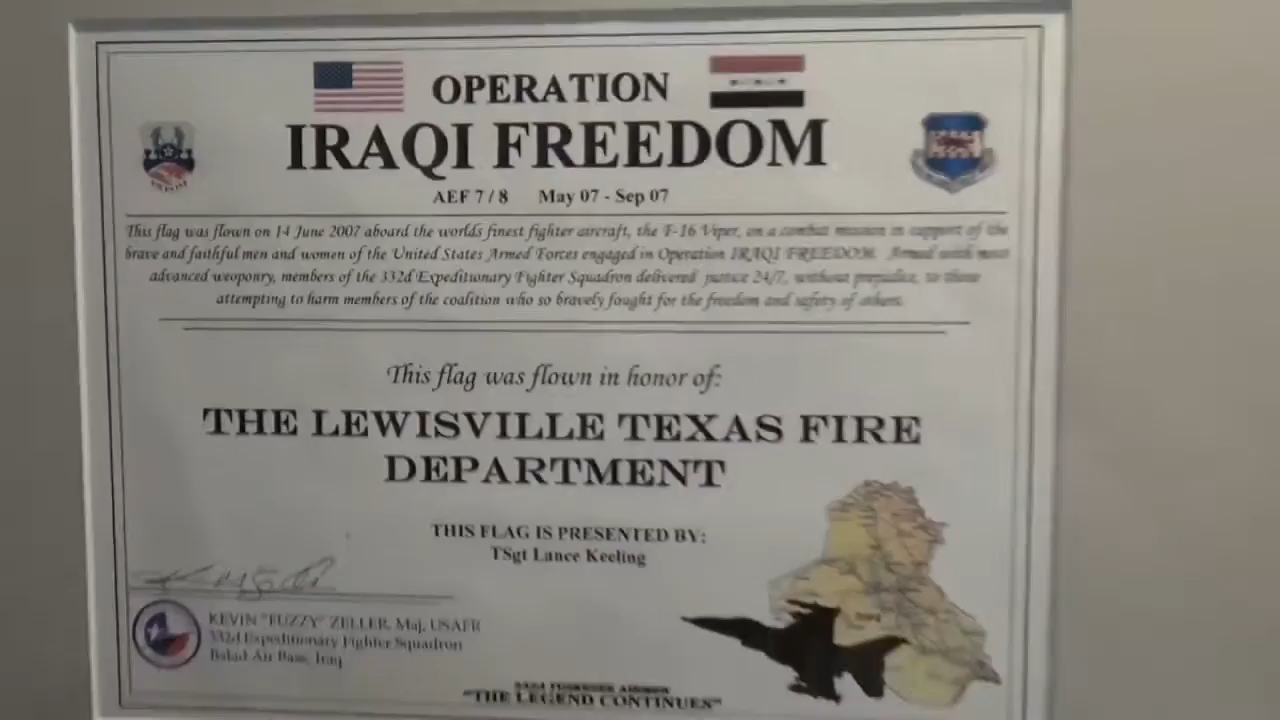 OPERATION
IRAQI FREEDOM
AEF 7 / 8 May 07 - Sep 07
This flag was flown on 14 June 2007 aboard the worlds finest fighter aircraft, the F-16 Viper, on a combat mission in support of the
brave and faithful men and women of the United States Armed Forces engaged in Operation IRAQI FREEDOM. Armed with most
advanced weaponry, members of the 332d Expeditionary Fighter Squadron delivered justice 24/7, without prejudice, to those
attempting to harm members of the coalition who so bravely fought for the freedom and safety of others.
This flag was flown in honor of:
THE LEWISVILLE TEXAS FIRE
DEPARTMENT
THIS FLAG IS PRESENTED BY:
TSgt Lance Keeling
KEVIN "FUZZY" ZELLER, Maj, USAFR
332d Expeditionary Fighter Squadron
Balad Air Base, Iraq
"THE LEGEND CONTINUES"